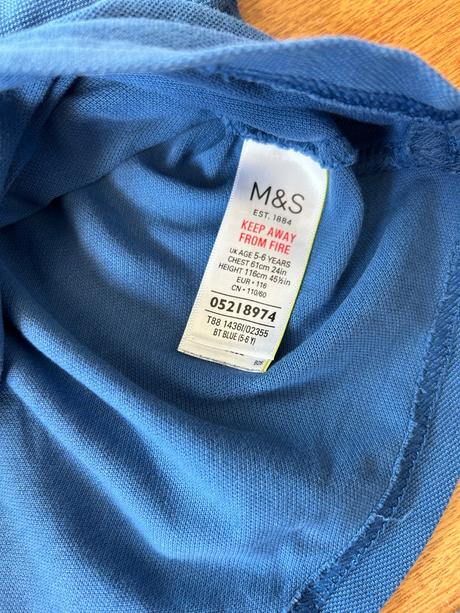 M&S
EST. 1884
KEEP AWAY
FROM FIRE
UK AGE 5-6 YEARS
CHEST 61cm 24in
HEIGHT 116cm 45½in
EUR • 116
CN • 110/60
05218974
T88 1436I/02355
BT BLUE (5-6 Y)